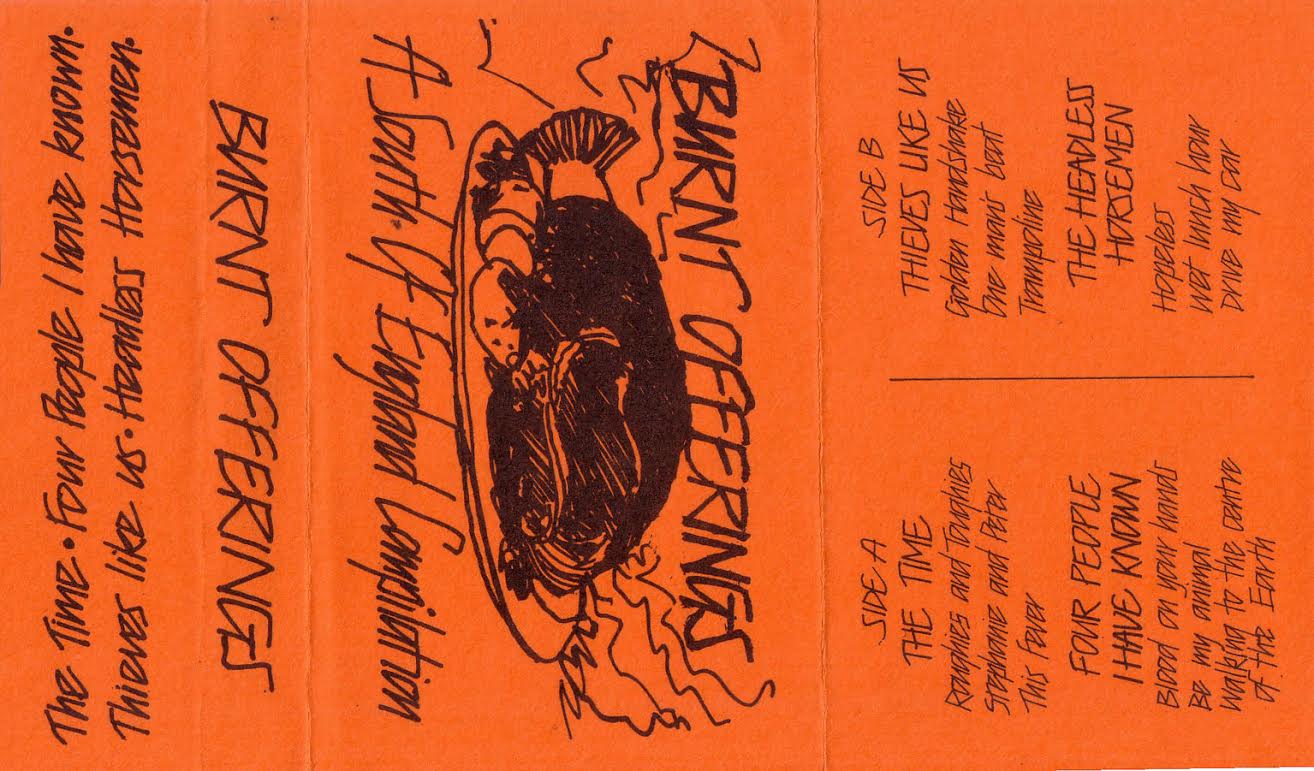 The Time • Four People I have known.
Thieves like us • Headless Horsemen.
BURNT OFFERINGS
BURNT OFFERINGS
A South of England Compilation
SIDE A
THE TIME
Roughies and Toughies
Stephanie and Peter
This Fever
FOUR PEOPLE
I HAVE KNOWN
Blood on your hands
Be my animal
Walking to the centre
of the Earth
SIDE B
THIEVES LIKE US
Golden Handshake
One man's beat
Trampoline
THE HEADLESS
HORSEMEN
Hopeless
Wet lunch hour
Drive my car